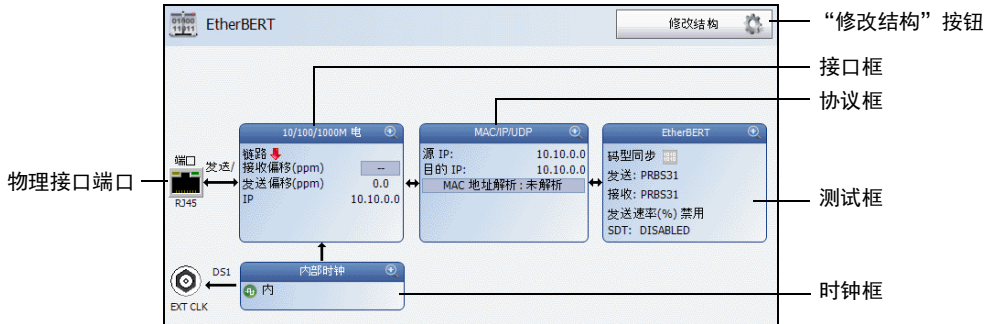 01100
11011
EtherBERT
修改结构
“修改结构”按钮
接口框
协议框
10/100/1000M 电
链路
接收偏移(ppm) --
发送偏移(ppm) 0.0
IP 10.10.0.0
MAC/IP/UDP
源 IP: 10.10.0.0
目的 IP: 10.10.0.0
MAC 地址解析 : 未解析
EtherBERT
码型同步
发送: PRBS31
接收: PRBS31
发送速率(%) 禁用
SDT: DISABLED
测试框
物理接口端口
端口
发送/
RJ45
内部时钟
内
时钟框
DS1
EXT CLK